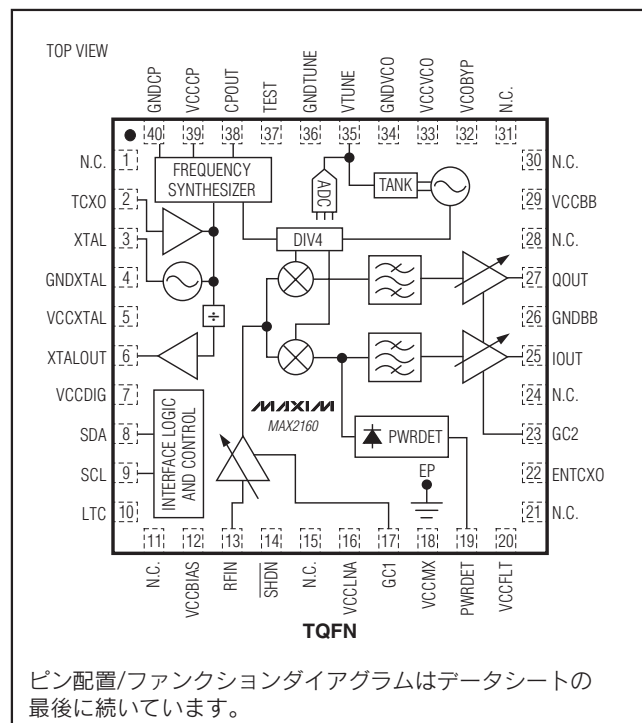 TOP VIEW
GNDCP
VCCCP
CPOUT
TEST
GNDTUNE
VTUNE
GNDVCO
VCCVCO
VCOBYP
N.C.
40
39
38
37
36
35
34
33
32
31
N.C. 1
TCXO 2
XTAL 3
GNDXTAL 4
VCCXTAL 5
XTALOUT 6
VCCDIG 7
SDA 8
SCL 9
LTC 10
FREQUENCY
SYNTHESIZER
ADC
TANK
DIV4
÷
MAXIM
MAX2160
INTERFACE LOGIC
AND CONTROL
PWRDET
EP
30 N.C.
29 VCCBB
28 N.C.
27 QOUT
26 GNDBB
25 IOUT
24 N.C.
23 GC2
22 ENTCXO
21 N.C.
11
12
13
14
15
16
17
18
19
20
N.C.
VCCBIAS
RFIN
SHDN
N.C.
VCCLNA
GC1
VCCMX
PWRDET
VCCFLT
TQFN
ピン配置/ファンクションダイアグラムはデータシートの
最後に続いています。